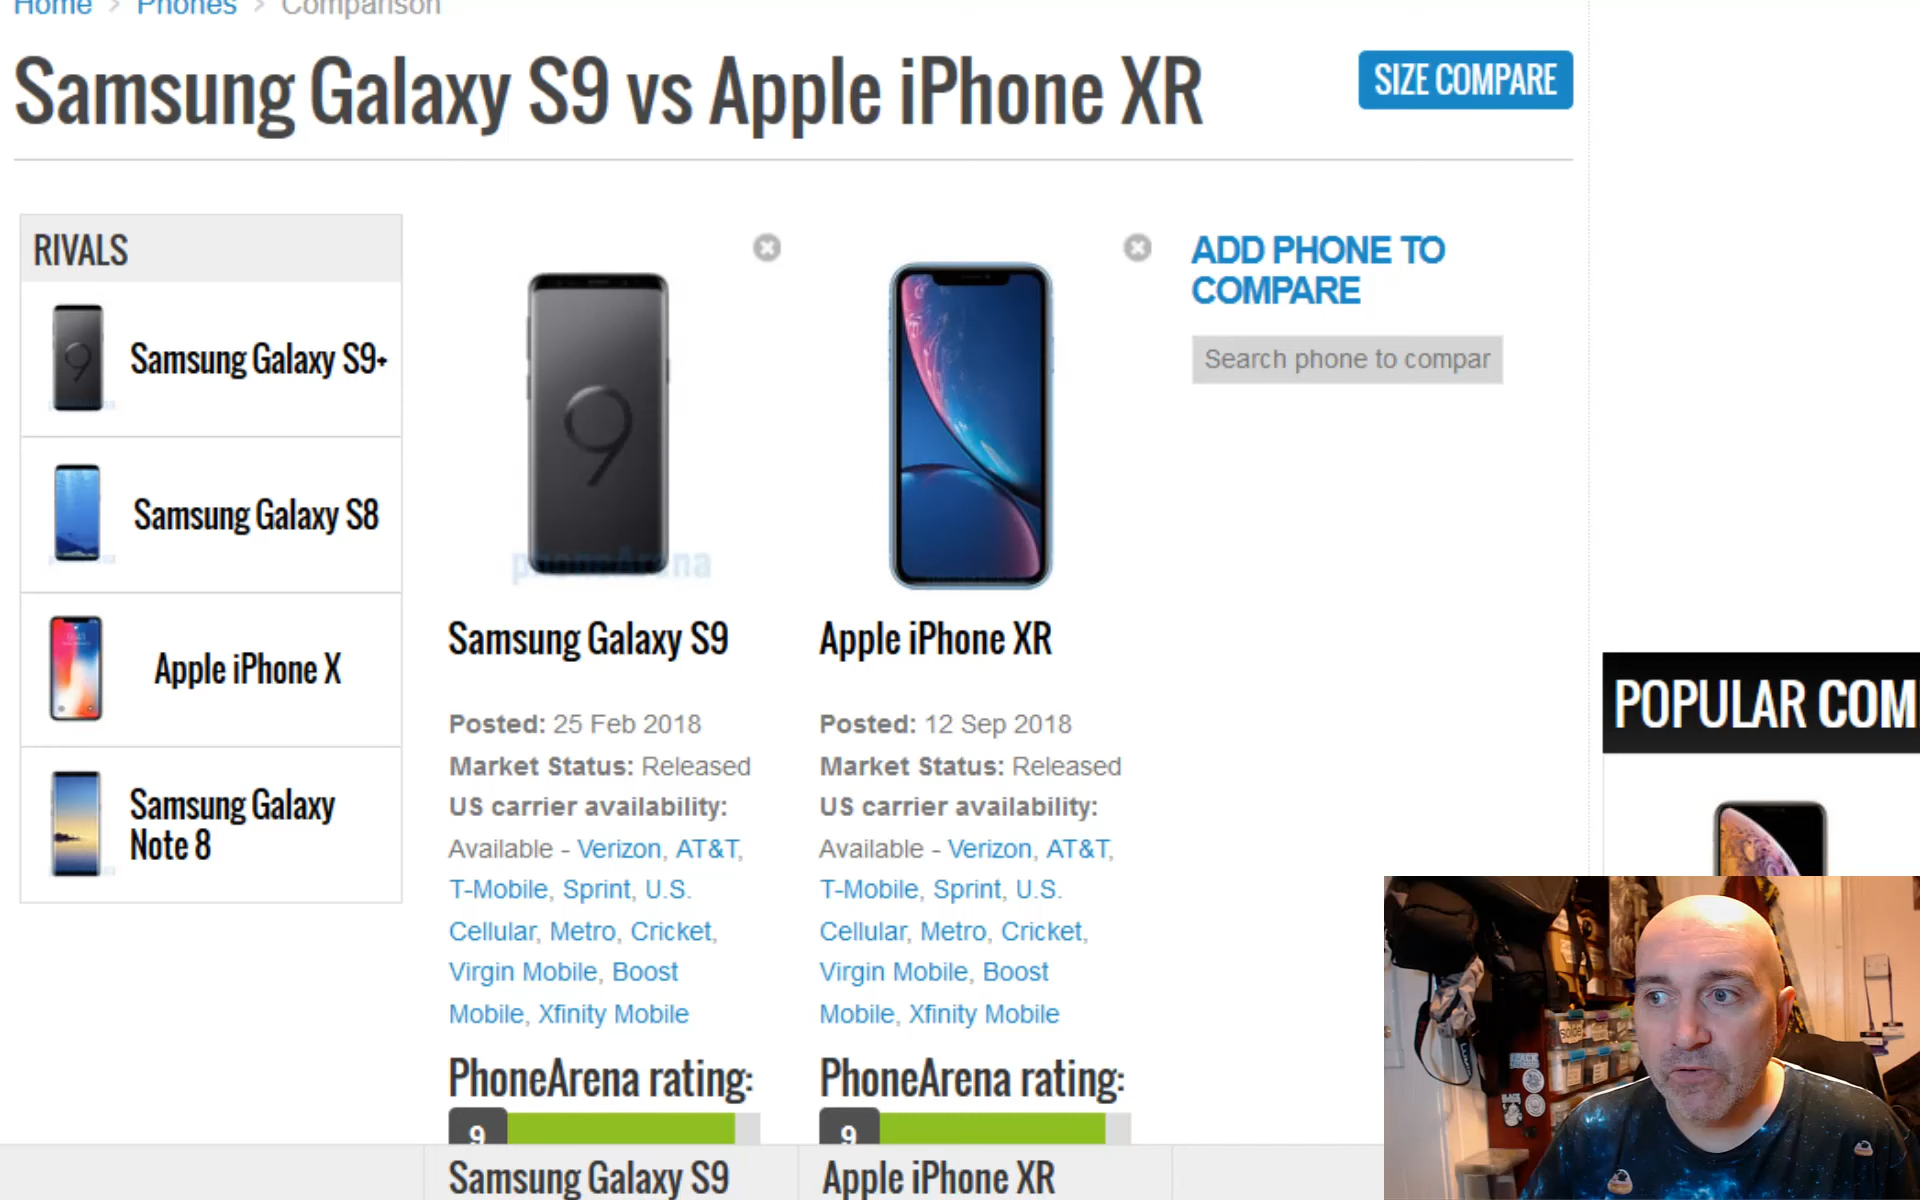 Home > Phones > Comparison
Samsung Galaxy S9 vs Apple iPhone XR
SIZE COMPARE
RIVALS
Samsung Galaxy S9+
Samsung Galaxy S8
Apple iPhone X
Samsung Galaxy
Note 8
9
phoneArena
Samsung Galaxy S9
Posted: 25 Feb 2018
Market Status: Released
US carrier availability:
Available - Verizon, AT&T,
T-Mobile, Sprint, U.S.
Cellular, Metro, Cricket,
Virgin Mobile, Boost
Mobile, Xfinity Mobile
PhoneArena rating:
9
Samsung Galaxy S9
Apple iPhone XR
Posted: 12 Sep 2018
Market Status: Released
US carrier availability:
Available - Verizon, AT&T,
T-Mobile, Sprint, U.S.
Cellular, Metro, Cricket,
Virgin Mobile, Boost
Mobile, Xfinity Mobile
PhoneArena rating:
9
Apple iPhone XR
ADD PHONE TO
COMPARE
Search phone to compar
POPULAR COM